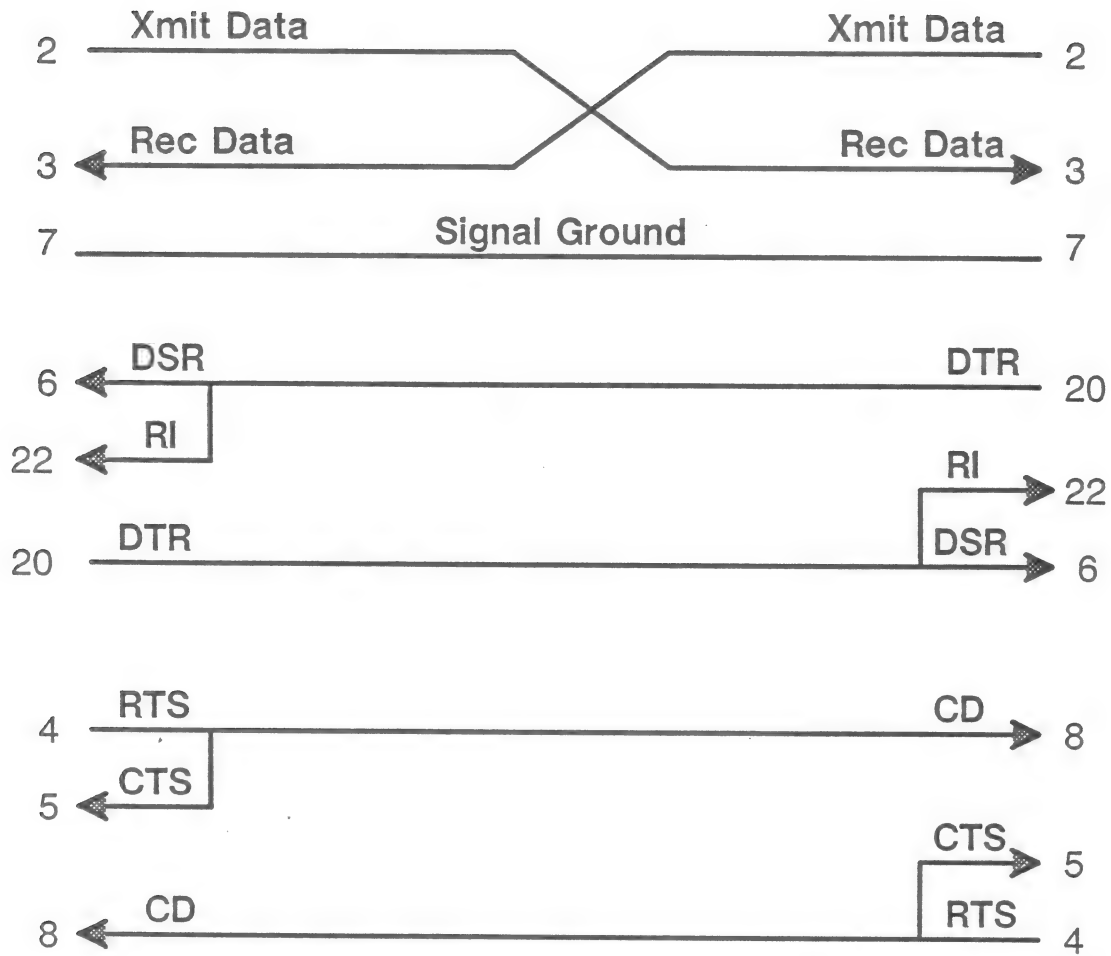 Xmit Data Xmit Data
2 2
Rec Data Rec Data
3 3
Signal Ground
7 7
DSR DTR
6 20
RI
22
RI
22
DTR DSR
20 6
RTS CD
4 8
CTS
5
CTS
5
CD RTS
8 4